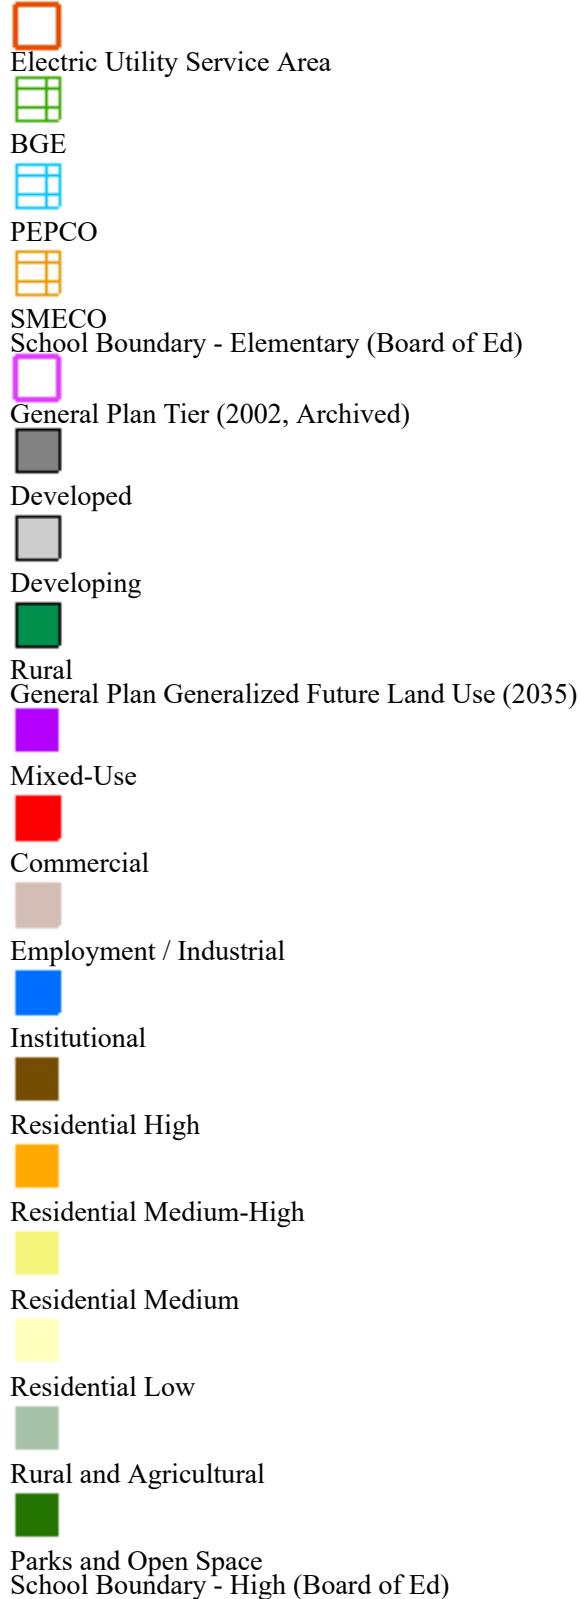 Electric Utility Service Area
BGE
PEPCO
SMECO
School Boundary - Elementary (Board of Ed)
General Plan Tier (2002, Archived)
Developed
Developing
Rural
General Plan Generalized Future Land Use (2035)
Mixed-Use
Commercial
Employment / Industrial
Institutional
Residential High
Residential Medium-High
Residential Medium
Residential Low
Rural and Agricultural
Parks and Open Space
School Boundary - High (Board of Ed)